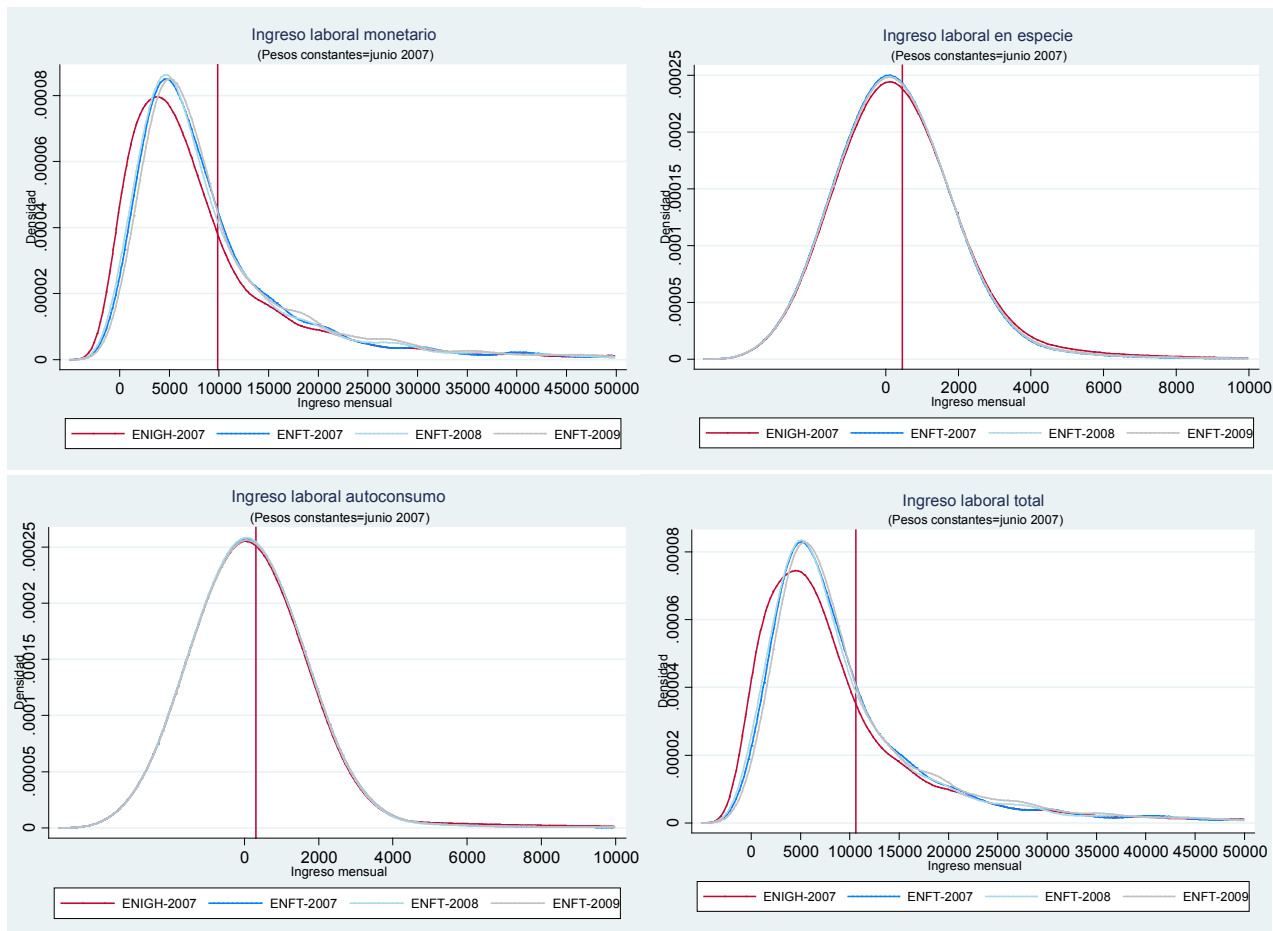 Ingreso laboral monetario
(Pesos constantes=junio 2007)
Densidad
0 .00002 .00004 .00006 .00008
0 5000 10000 15000 20000 25000 30000 35000 40000 45000 50000
Ingreso mensual
ENIGH-2007 ENFT-2007 ENFT-2008 ENFT-2009
Ingreso laboral en especie
(Pesos constantes=junio 2007)
Densidad
0 .00005 .0001 .00015 .0002 .00025
0 2000 4000 6000 8000 10000
Ingreso mensual
ENIGH-2007 ENFT-2007 ENFT-2008 ENFT-2009
Ingreso laboral autoconsumo
(Pesos constantes=junio 2007)
Densidad
0 .00005 .0001 .00015 .0002 .00025
0 2000 4000 6000 8000 10000
Ingreso mensual
ENIGH-2007 ENFT-2007 ENFT-2008 ENFT-2009
Ingreso laboral total
(Pesos constantes=junio 2007)
Densidad
0 .00002 .00004 .00006 .00008
0 5000 10000 15000 20000 25000 30000 35000 40000 45000 50000
Ingreso mensual
ENIGH-2007 ENFT-2007 ENFT-2008 ENFT-2009